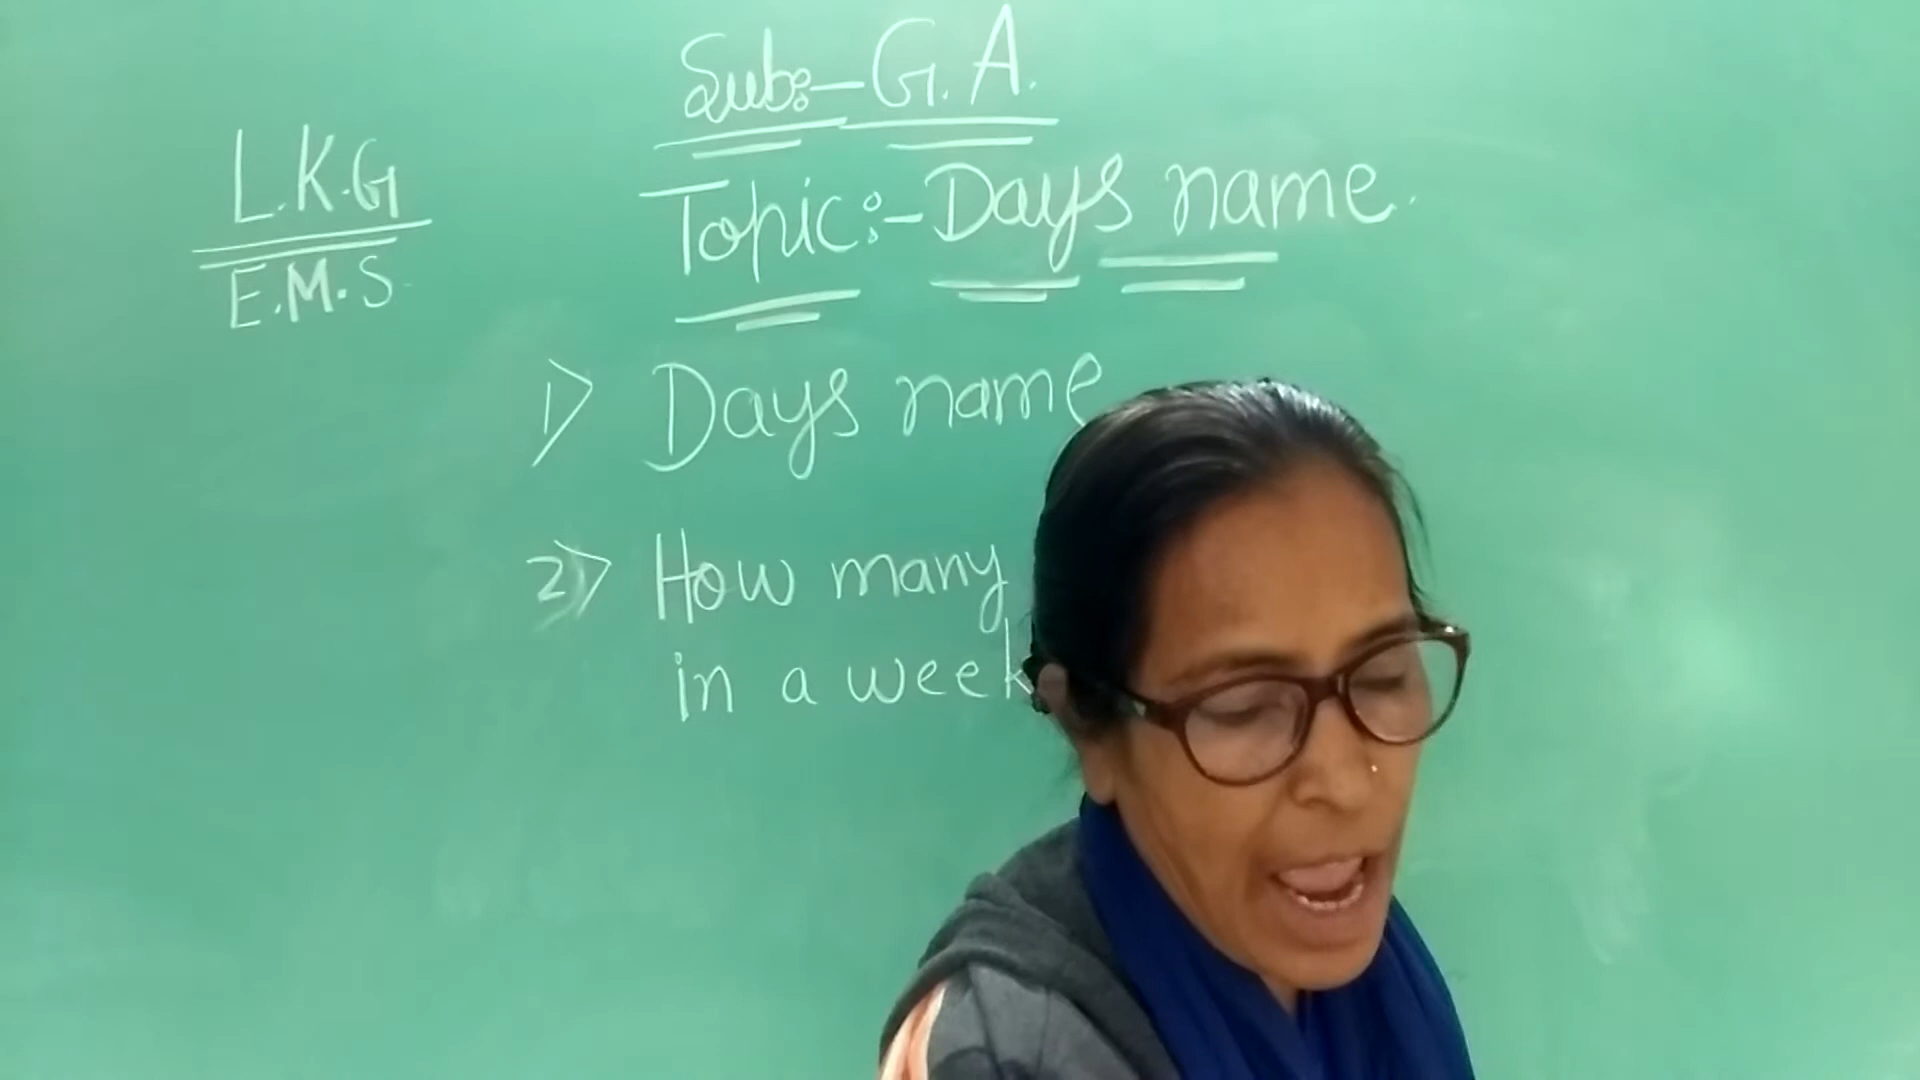 Sub:- G.A.
L.K.G
E.M.S.
Topic:- Days name.
1) Days name
2) How many
in a week